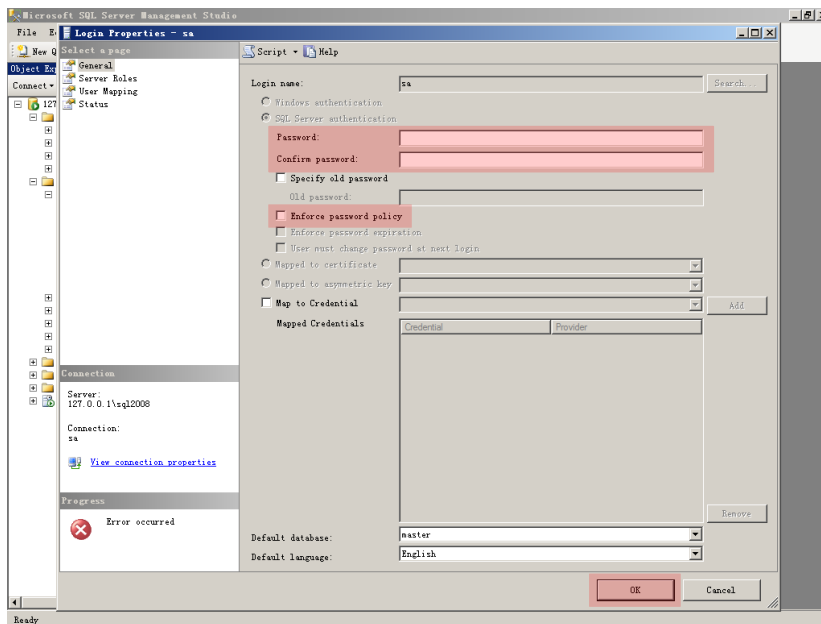 Microsoft SQL Server Management Studio
File
Login Properties - sa
New Q
Select a page
Script
Help
Object Ex
General
Server Roles
Connect
User Mapping
Status
127
Login name:
sa
Search...
Windows authentication
SQL Server authentication
Password:
Confirm password:
Specify old password
Old password:
Enforce password policy
Enforce password expiration
User must change password at next login
Mapped to certificate
Mapped to asymmetric key
Map to Credential
Add
Mapped Credentials
Credential
Provider
Connection
Server:
127.0.0.1\sql2008
Connection:
sa
View connection properties
Progress
Error occurred
Remove
Default database:
master
Default language:
English
OK
Cancel
Ready